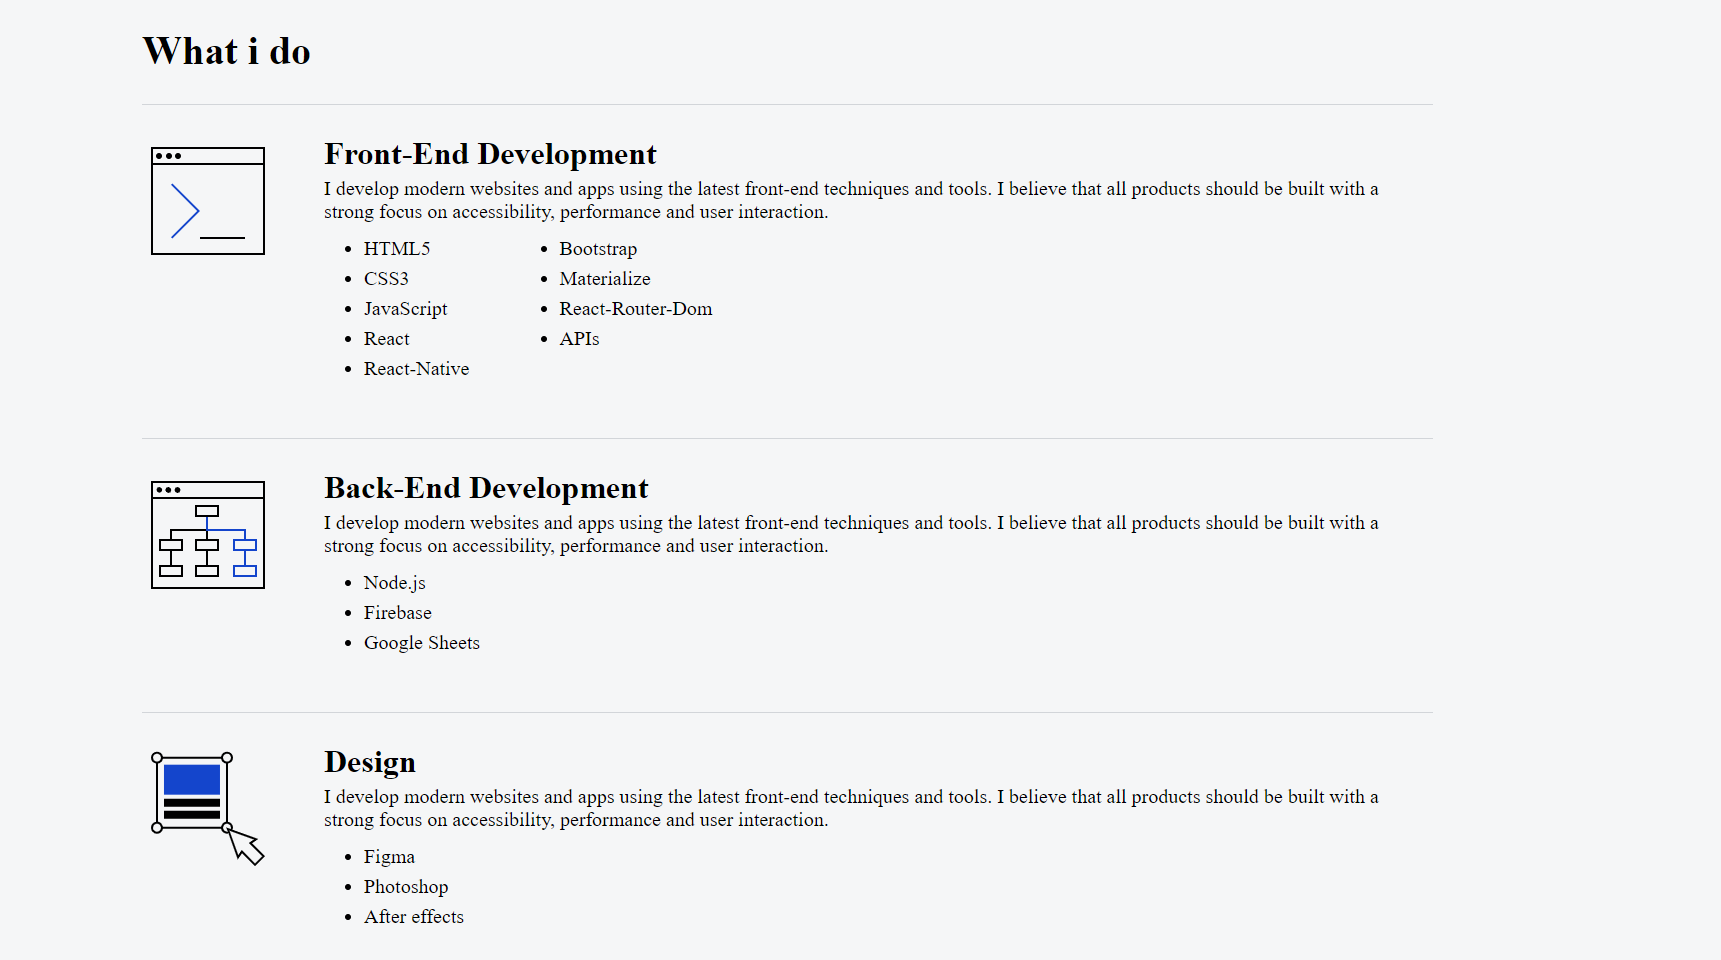 What i do
Front-End Development
I develop modern websites and apps using the latest front-end techniques and tools. I believe that all products should be built with a
strong focus on accessibility, performance and user interaction.
HTML5
CSS3
JavaScript
React
React-Native
Bootstrap
Materialize
React-Router-Dom
APIs
Back-End Development
I develop modern websites and apps using the latest front-end techniques and tools. I believe that all products should be built with a
strong focus on accessibility, performance and user interaction.
Node.js
Firebase
Google Sheets
Design
I develop modern websites and apps using the latest front-end techniques and tools. I believe that all products should be built with a
strong focus on accessibility, performance and user interaction.
Figma
Photoshop
After effects